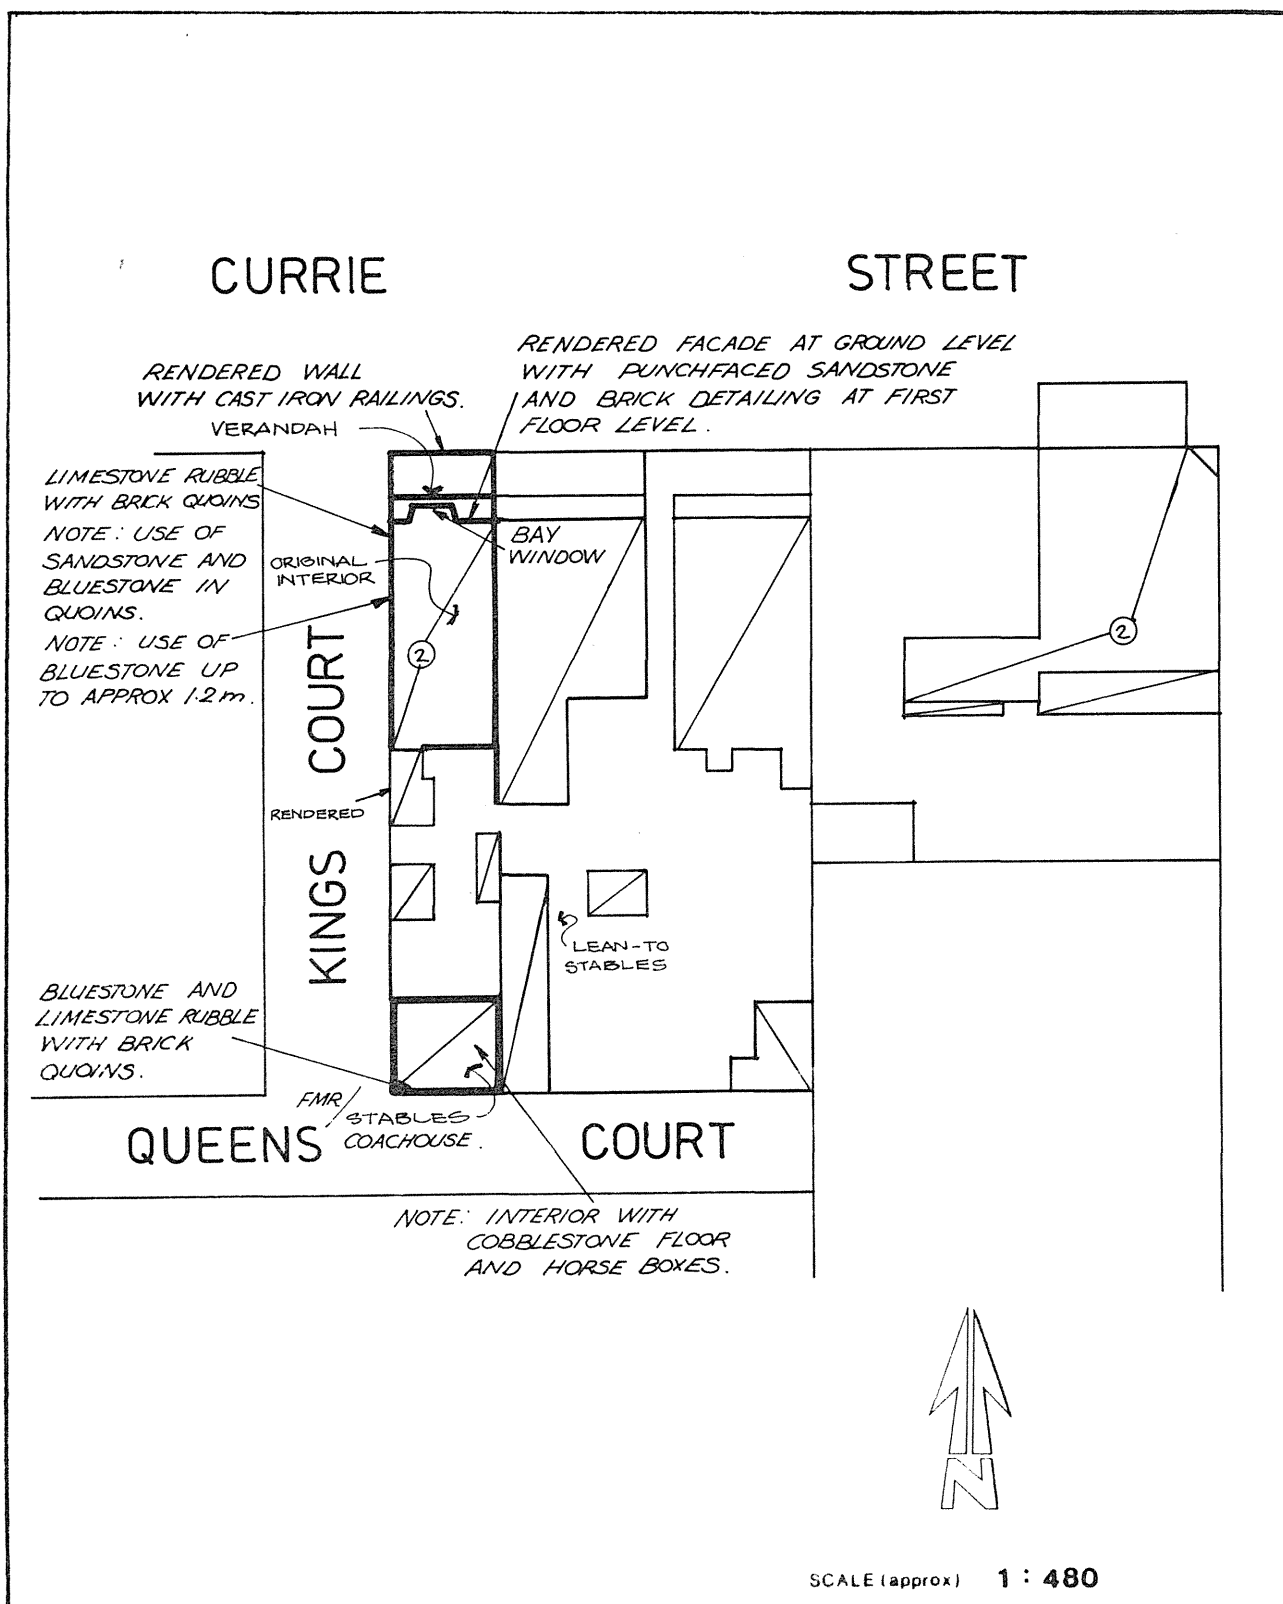 CURRIE STREET
RENDERED WALL
WITH CAST IRON RAILINGS.
VERANDAH
RENDERED FACADE AT GROUND LEVEL
WITH PUNCHFACED SANDSTONE
AND BRICK DETAILING AT FIRST
FLOOR LEVEL.
LIMESTONE RUBBLE
WITH BRICK QUOINS
NOTE: USE OF
SANDSTONE AND
BLUESTONE IN
QUOINS.
NOTE: USE OF
BLUESTONE UP
TO APPROX 1.2m.
ORIGINAL
INTERIOR
BAY
WINDOW
2
2
KINGS COURT
RENDERED
LEAN-TO
STABLES
BLUESTONE AND
LIMESTONE RUBBLE
WITH BRICK
QUOINS.
FMR/
STABLES
COACHOUSE.
QUEENS COURT
NOTE: INTERIOR WITH
COBBLESTONE FLOOR
AND HORSE BOXES.
N
SCALE (approx) 1 : 480